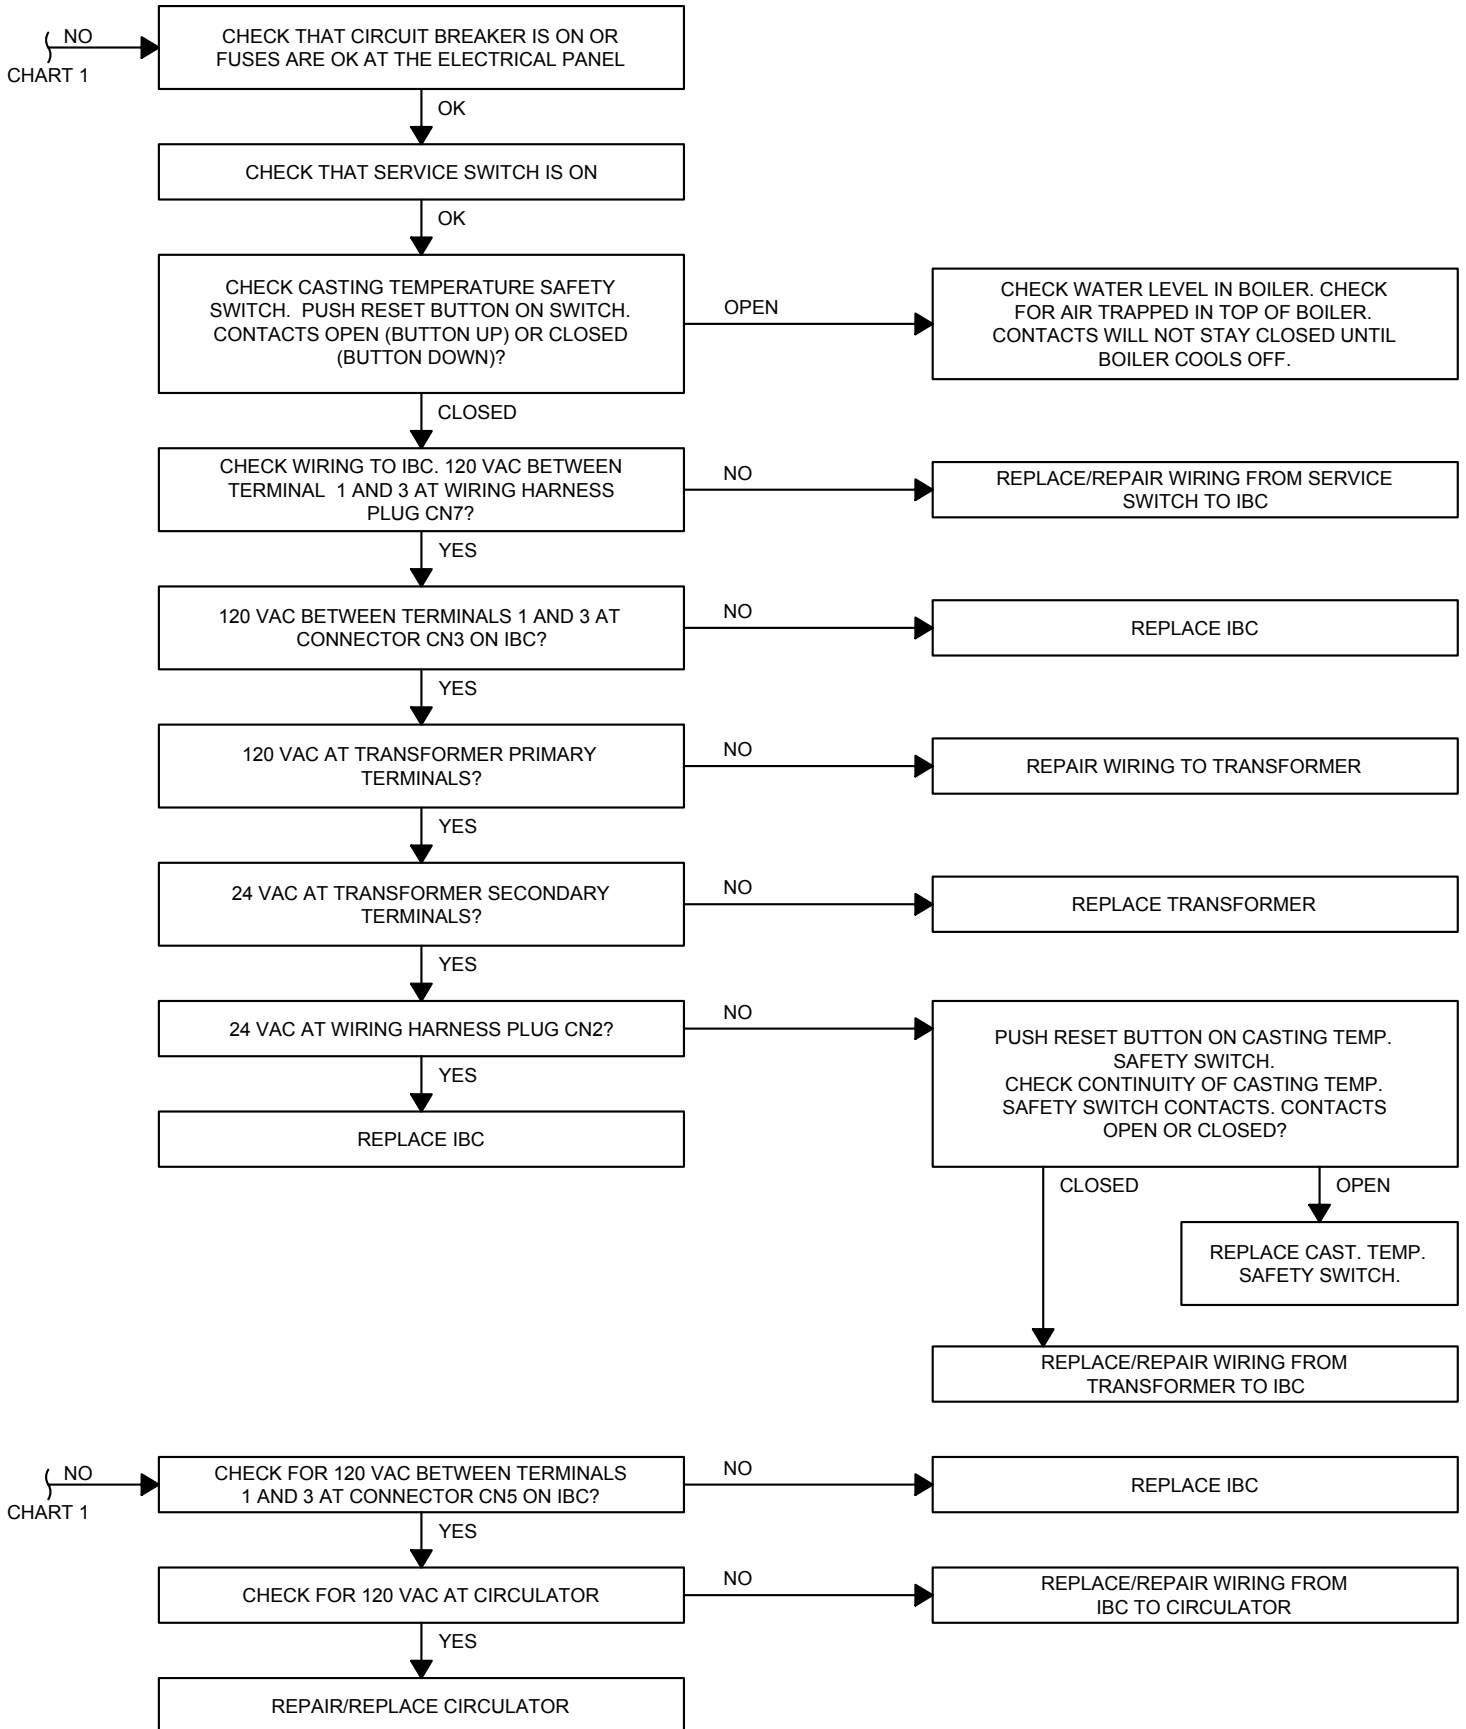 NO
CHART 1
CHECK THAT CIRCUIT BREAKER IS ON OR
FUSES ARE OK AT THE ELECTRICAL PANEL
OK
CHECK THAT SERVICE SWITCH IS ON
OK
CHECK CASTING TEMPERATURE SAFETY
SWITCH. PUSH RESET BUTTON ON SWITCH.
CONTACTS OPEN (BUTTON UP) OR CLOSED
(BUTTON DOWN)?
OPEN
CHECK WATER LEVEL IN BOILER. CHECK
FOR AIR TRAPPED IN TOP OF BOILER.
CONTACTS WILL NOT STAY CLOSED UNTIL
BOILER COOLS OFF.
CLOSED
CHECK WIRING TO IBC. 120 VAC BETWEEN
TERMINAL 1 AND 3 AT WIRING HARNESS
PLUG CN7?
NO
REPLACE/REPAIR WIRING FROM SERVICE
SWITCH TO IBC
YES
120 VAC BETWEEN TERMINALS 1 AND 3 AT
CONNECTOR CN3 ON IBC?
NO
REPLACE IBC
YES
120 VAC AT TRANSFORMER PRIMARY
TERMINALS?
NO
REPAIR WIRING TO TRANSFORMER
YES
24 VAC AT TRANSFORMER SECONDARY
TERMINALS?
NO
REPLACE TRANSFORMER
YES
24 VAC AT WIRING HARNESS PLUG CN2?
NO
PUSH RESET BUTTON ON CASTING TEMP.
SAFETY SWITCH.
CHECK CONTINUITY OF CASTING TEMP.
SAFETY SWITCH CONTACTS. CONTACTS
OPEN OR CLOSED?
YES
REPLACE IBC
CLOSED
OPEN
REPLACE CAST. TEMP.
SAFETY SWITCH.
REPLACE/REPAIR WIRING FROM
TRANSFORMER TO IBC
NO
CHART 1
CHECK FOR 120 VAC BETWEEN TERMINALS
1 AND 3 AT CONNECTOR CN5 ON IBC?
NO
REPLACE IBC
YES
CHECK FOR 120 VAC AT CIRCULATOR
NO
REPLACE/REPAIR WIRING FROM
IBC TO CIRCULATOR
YES
REPAIR/REPLACE CIRCULATOR